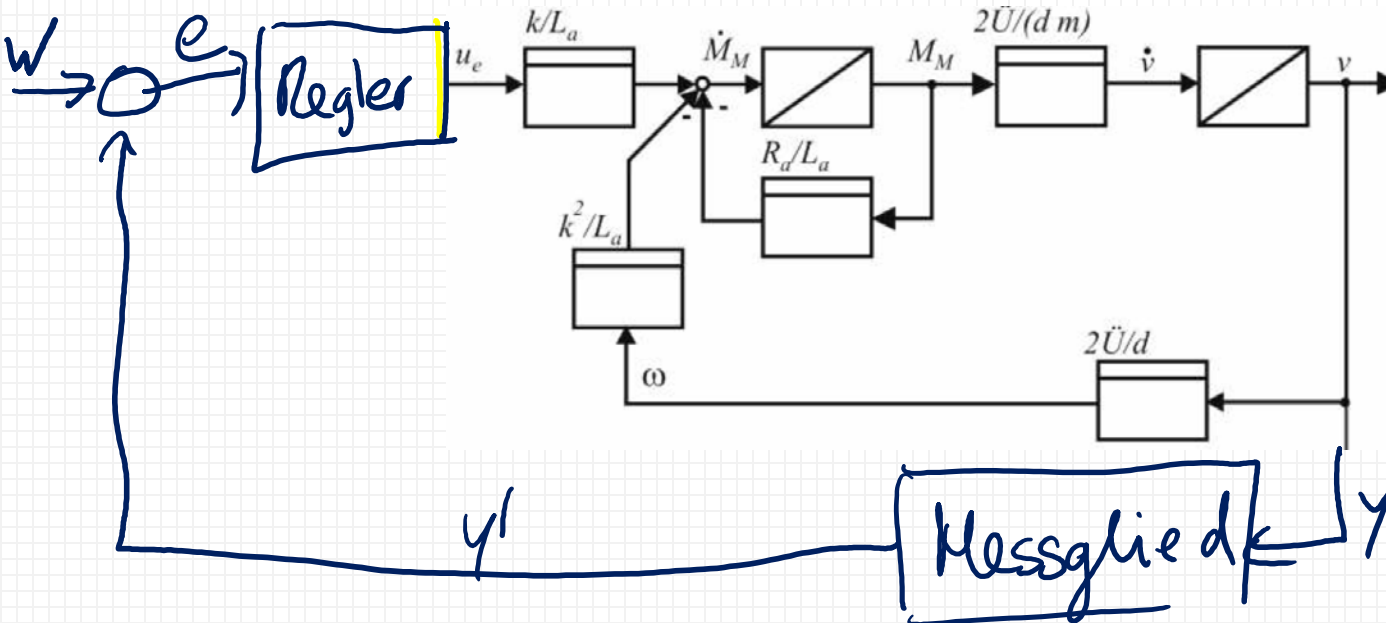 W
e
Regler
u_e
k/L_a
Ṁ_M
M_M
2Ü/(d m)
v̇
v
R_a/L_a
-
-
k²/L_a
ω
2Ü/d
y'
Messglied
y